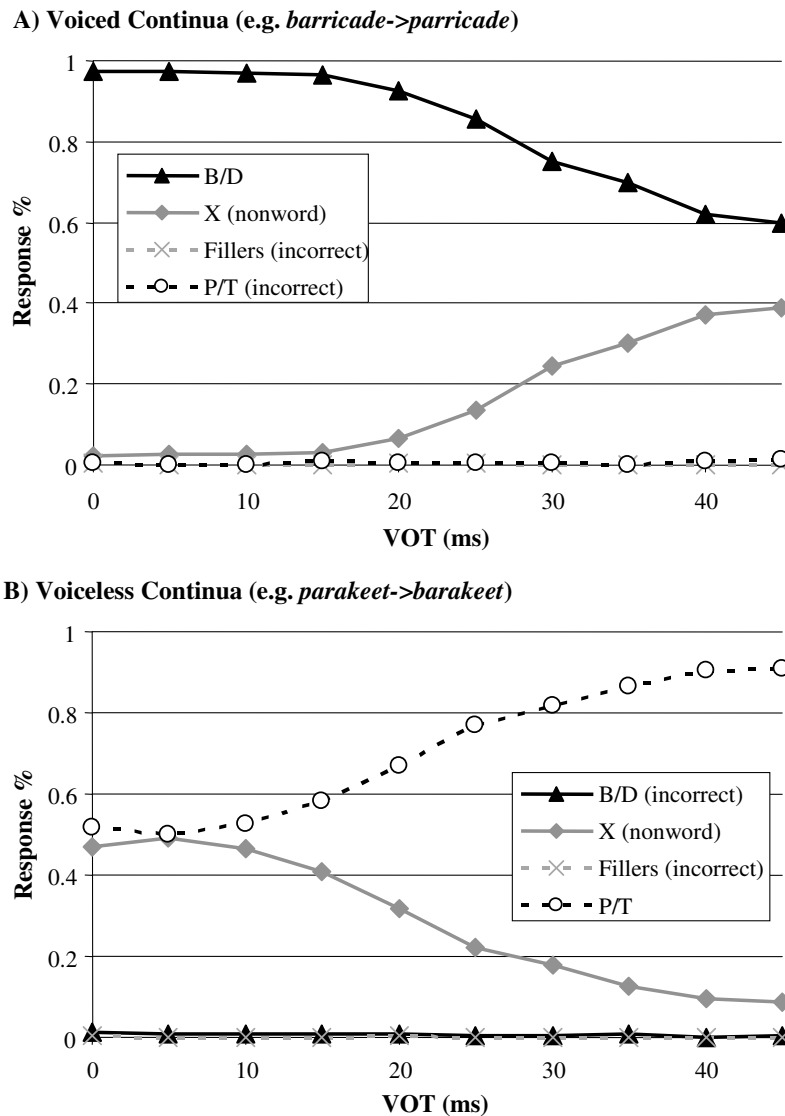 A) Voiced Continua (e.g. barricade->parricade)
1
0.8
0.6
0.4
0.2
0
Response %
B/D
X (nonword)
Fillers (incorrect)
P/T (incorrect)
0 10 20 30 40
VOT (ms)
B) Voiceless Continua (e.g. parakeet->barakeet)
1
0.8
0.6
0.4
0.2
0
Response %
B/D (incorrect)
X (nonword)
Fillers (incorrect)
P/T
0 10 20 30 40
VOT (ms)